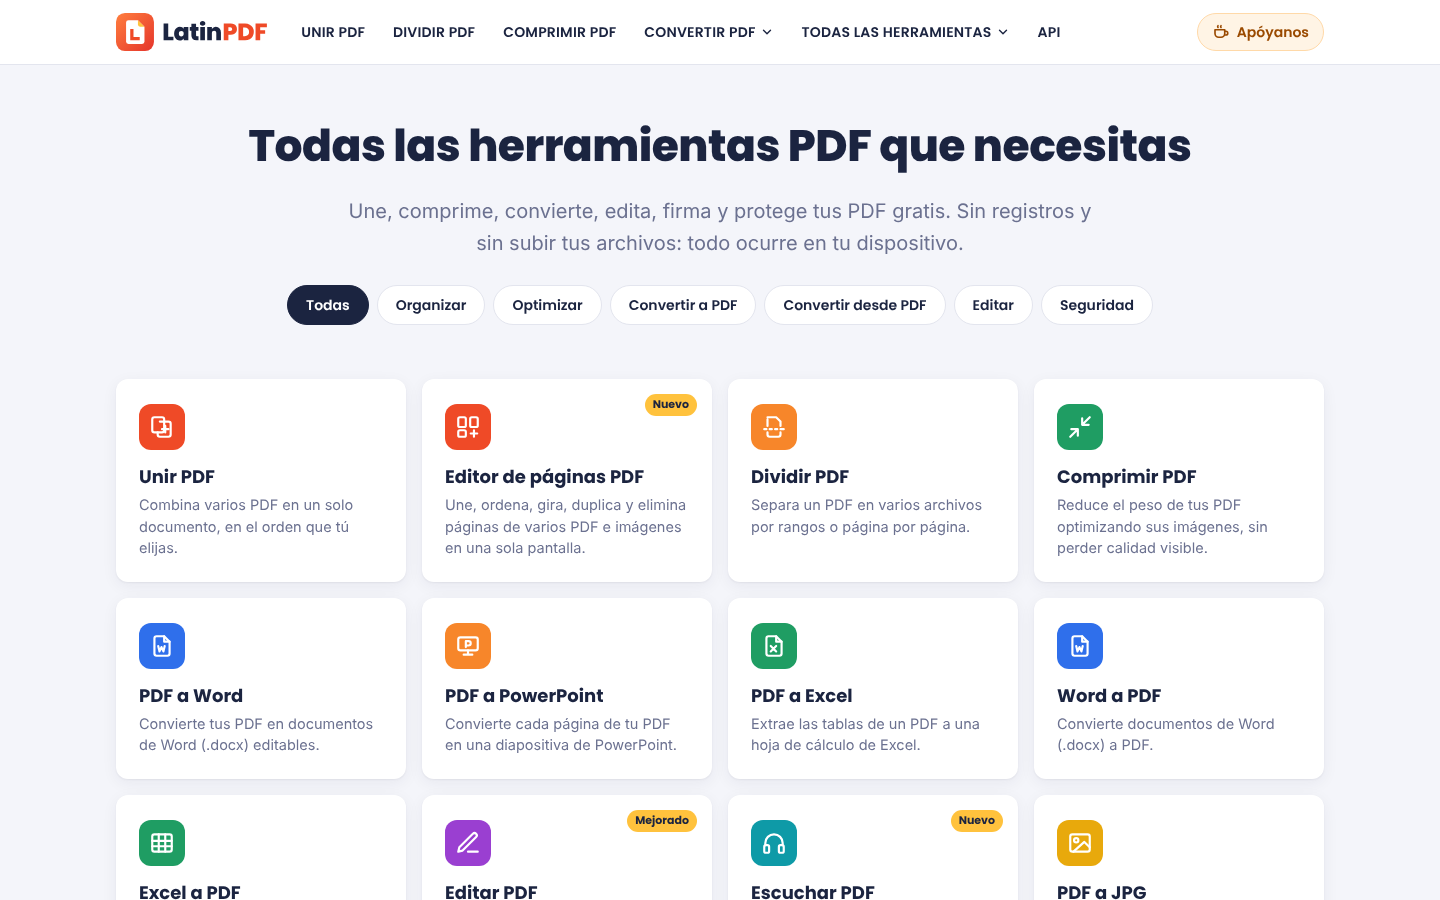 LatinPDF
UNIR PDF
DIVIDIR PDF
COMPRIMIR PDF
CONVERTIR PDF
TODAS LAS HERRAMIENTAS
API
Apóyanos
Todas las herramientas PDF que necesitas
Une, comprime, convierte, edita, firma y protege tus PDF gratis. Sin registros y
sin subir tus archivos: todo ocurre en tu dispositivo.
Todas
Organizar
Optimizar
Convertir a PDF
Convertir desde PDF
Editar
Seguridad
Unir PDF
Combina varios PDF en un solo
documento, en el orden que tú
elijas.
Nuevo
Editor de páginas PDF
Une, ordena, gira, duplica y elimina
páginas de varios PDF e imágenes
en una sola pantalla.
Dividir PDF
Separa un PDF en varios archivos
por rangos o página por página.
Comprimir PDF
Reduce el peso de tus PDF
optimizando sus imágenes, sin
perder calidad visible.
PDF a Word
Convierte tus PDF en documentos
de Word (.docx) editables.
PDF a PowerPoint
Convierte cada página de tu PDF
en una diapositiva de PowerPoint.
PDF a Excel
Extrae las tablas de un PDF a una
hoja de cálculo de Excel.
Word a PDF
Convierte documentos de Word
(.docx) a PDF.
Excel a PDF
Mejorado
Editar PDF
Nuevo
Escuchar PDF
PDF a JPG